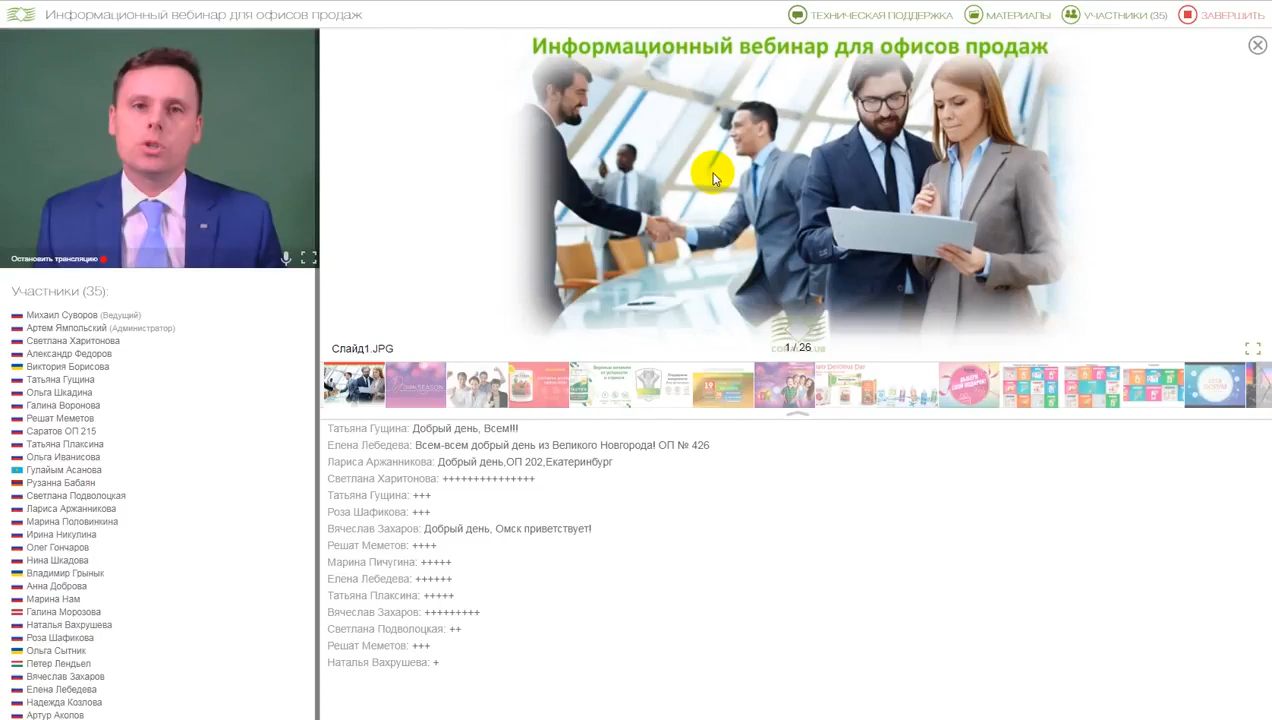 Информационный вебинар для офисов продаж
ТЕХНИЧЕСКАЯ ПОДДЕРЖКА
МАТЕРИАЛЫ
УЧАСТНИКИ (35)
ЗАВЕРШИТЬ
Информационный вебинар для офисов продаж
Остановить трансляцию
Слайд1.JPG
1 / 26
Участники (35):
Михаил Суворов (Ведущий)
Артем Ямпольский (Администратор)
Светлана Харитонова
Александр Федоров
Виктория Борисова
Татьяна Гущина
Ольга Шкадина
Галина Воронова
Решат Меметов
Саратов ОП 215
Татьяна Плаксина
Ольга Иванисова
Гулайым Асанова
Рузанна Бабаян
Светлана Подволоцкая
Лариса Аржанникова
Марина Половинкина
Ирина Никулина
Олег Гончаров
Нина Шкадова
Владимир Грынык
Анна Доброва
Марина Нам
Галина Морозова
Наталья Вахрушева
Роза Шафикова
Ольга Сытник
Петер Лендьел
Вячеслав Захаров
Елена Лебедева
Надежда Козлова
Артур Акопов
Татьяна Гущина: Добрый день, Всем!!!
Елена Лебедева: Всем-всем добрый день из Великого Новгорода! ОП № 426
Лариса Аржанникова: Добрый день,ОП 202,Екатеринбург
Светлана Харитонова: +++++++++++++++
Татьяна Гущина: +++
Роза Шафикова: +++
Вячеслав Захаров: Добрый день, Омск приветствует!
Решат Меметов: ++++
Марина Пичугина: +++++
Елена Лебедева: ++++++
Татьяна Плаксина: +++++
Вячеслав Захаров: +++++++++
Светлана Подволоцкая: ++
Решат Меметов: +++
Наталья Вахрушева: +